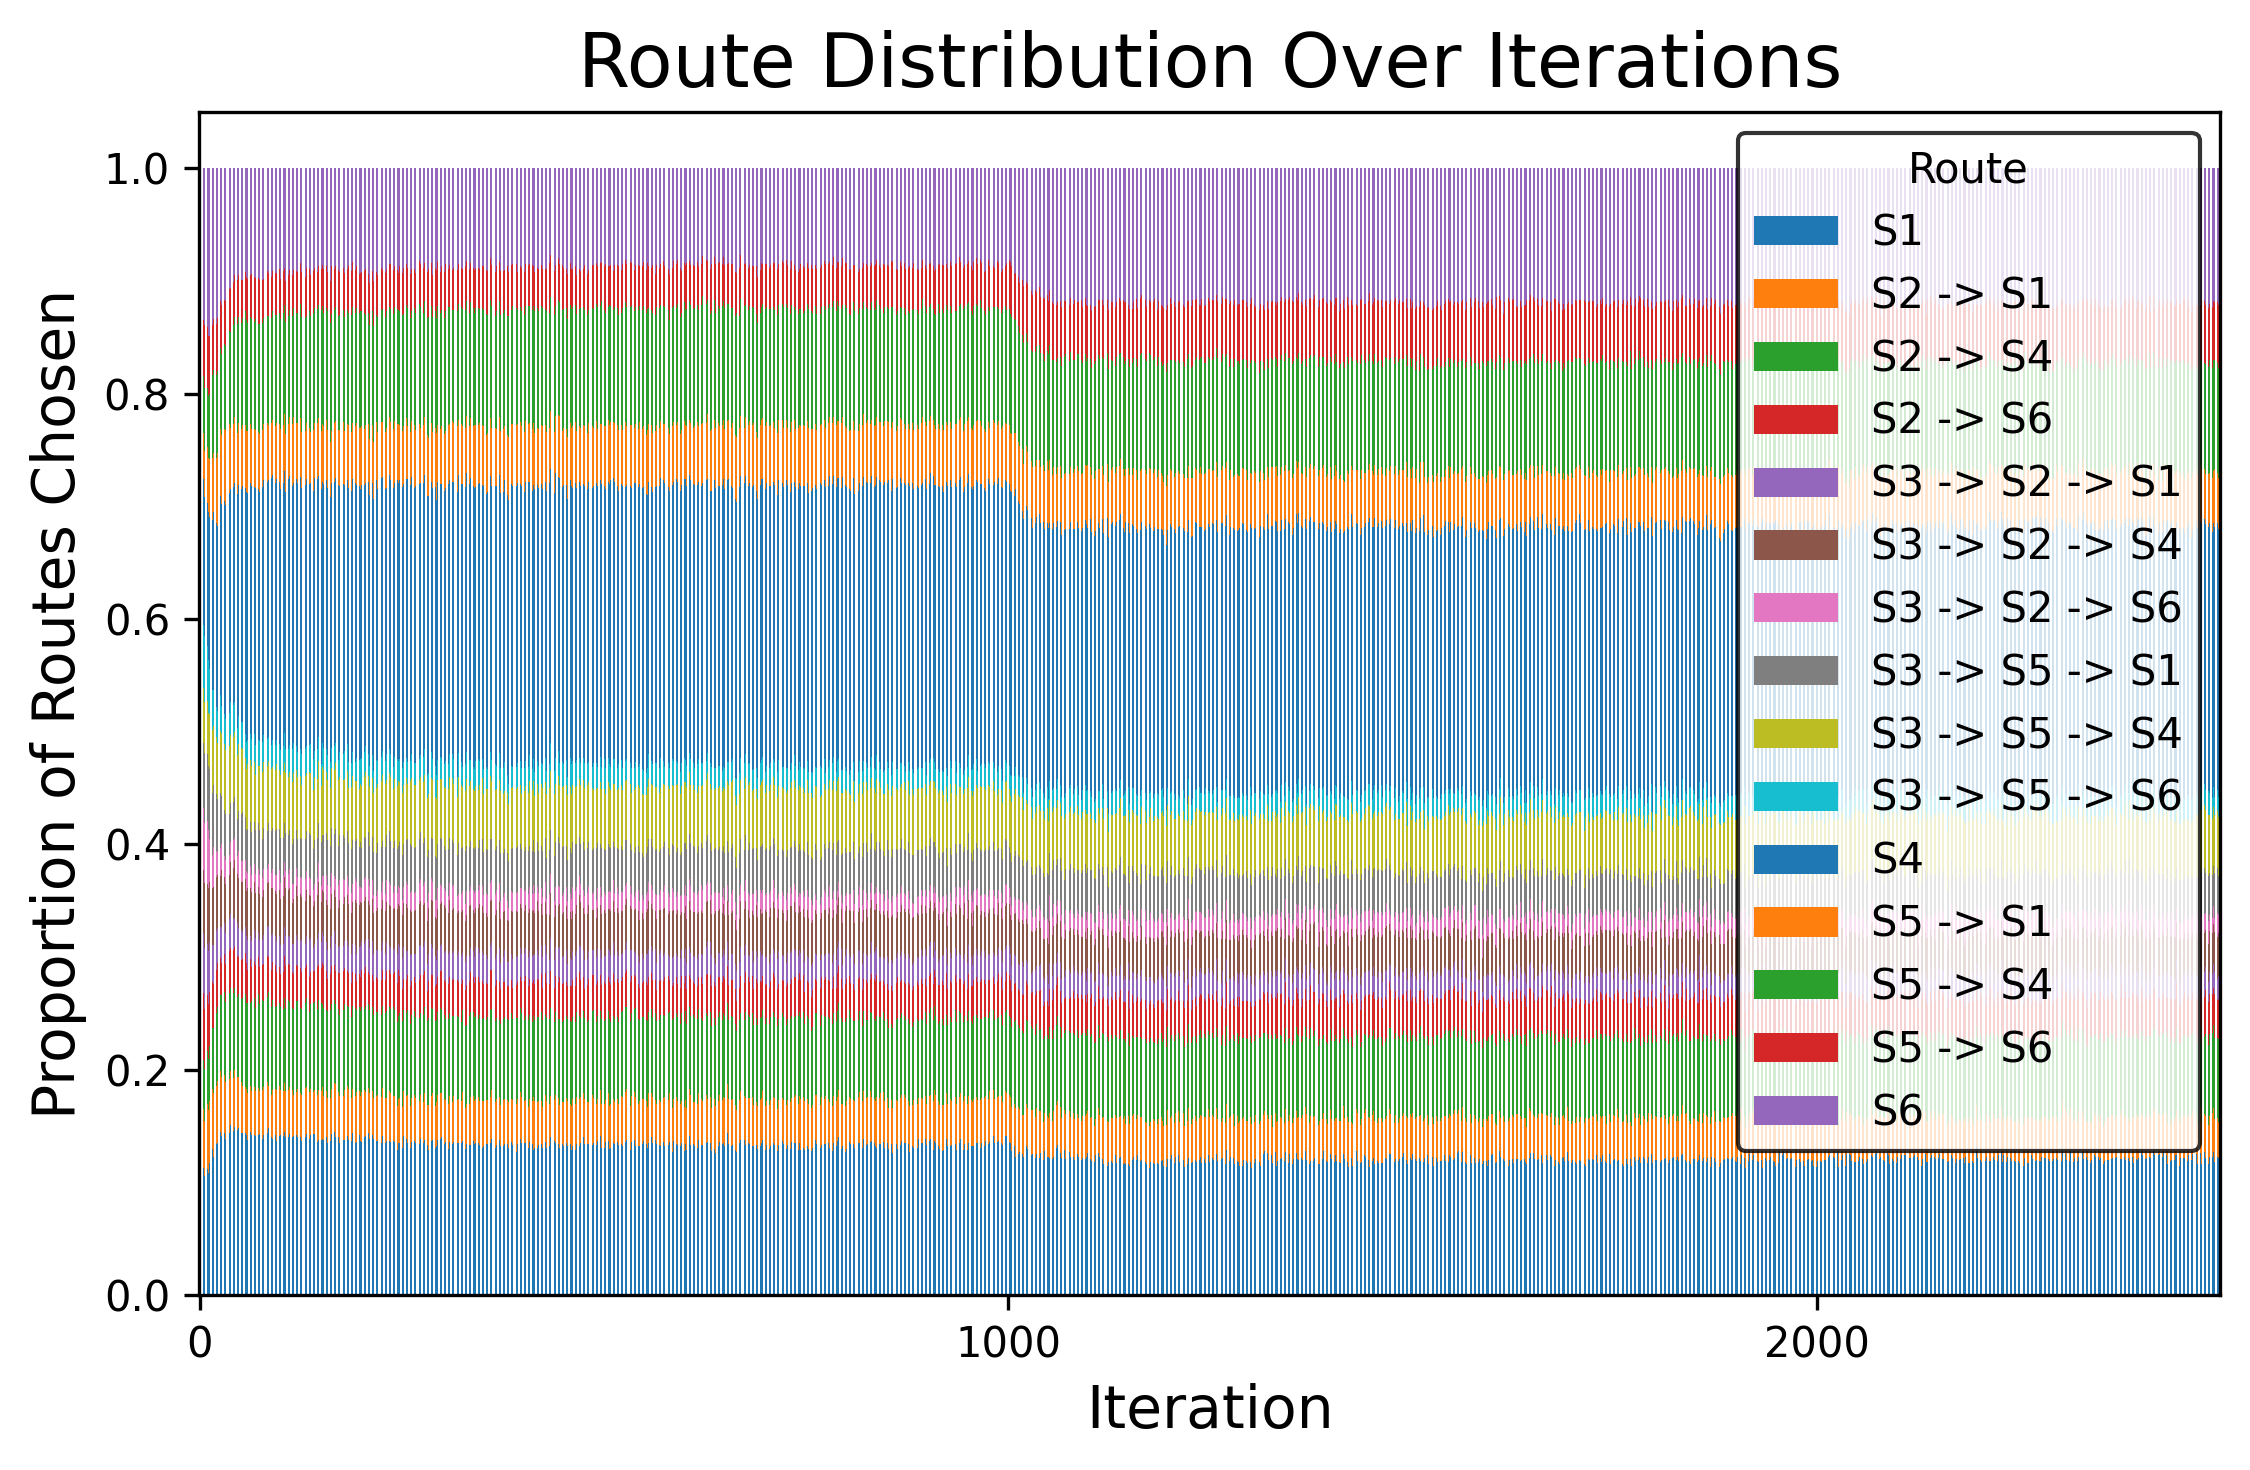 Route Distribution Over Iterations
Proportion of Routes Chosen
1.0
0.8
0.6
0.4
0.2
0.0
0
1000
2000
Iteration
Route
S1
S2 -> S1
S2 -> S4
S2 -> S6
S3 -> S2 -> S1
S3 -> S2 -> S4
S3 -> S2 -> S6
S3 -> S5 -> S1
S3 -> S5 -> S4
S3 -> S5 -> S6
S4
S5 -> S1
S5 -> S4
S5 -> S6
S6